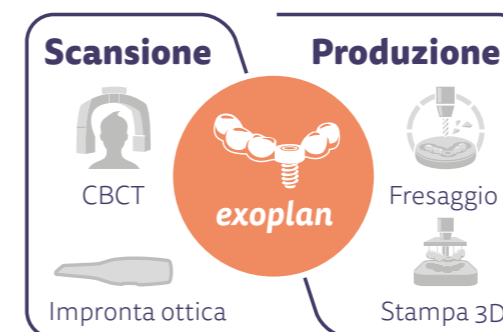 Scansione
CBCT
Impronta ottica
exoplan
Produzione
Fresaggio
Stampa 3D